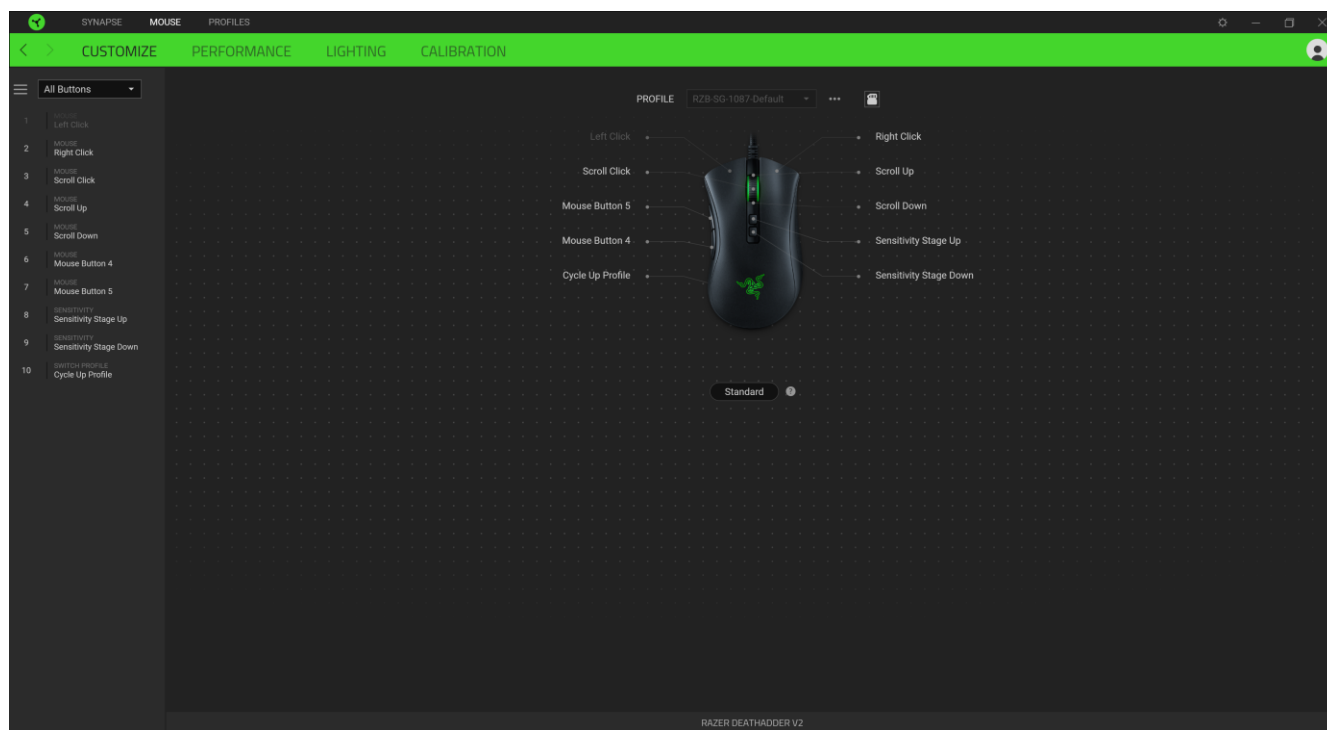 SYNAPSE MOUSE PROFILES
CUSTOMIZE PERFORMANCE LIGHTING CALIBRATION
All Buttons
PROFILE RZB-SG-1087-Default
1 MOUSE
Left Click
2 MOUSE
Right Click
3 MOUSE
Scroll Click
4 MOUSE
Scroll Up
5 MOUSE
Scroll Down
6 MOUSE
Mouse Button 4
7 MOUSE
Mouse Button 5
8 SENSITIVITY
Sensitivity Stage Up
9 SENSITIVITY
Sensitivity Stage Down
10 SWITCH PROFILE
Cycle Up Profile
Left Click
Scroll Click
Mouse Button 5
Mouse Button 4
Cycle Up Profile
Right Click
Scroll Up
Scroll Down
Sensitivity Stage Up
Sensitivity Stage Down
Standard ?
RAZER DEATHADDER V2